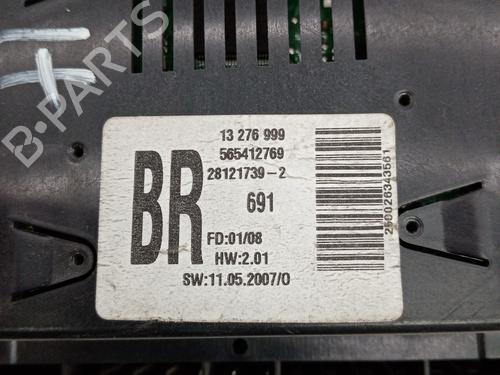 B-PARTS
13 276 999
565412769
28121739-2
BR
691
FD:01/08
HW:2.01
SW:11.05.2007/0
250026343561